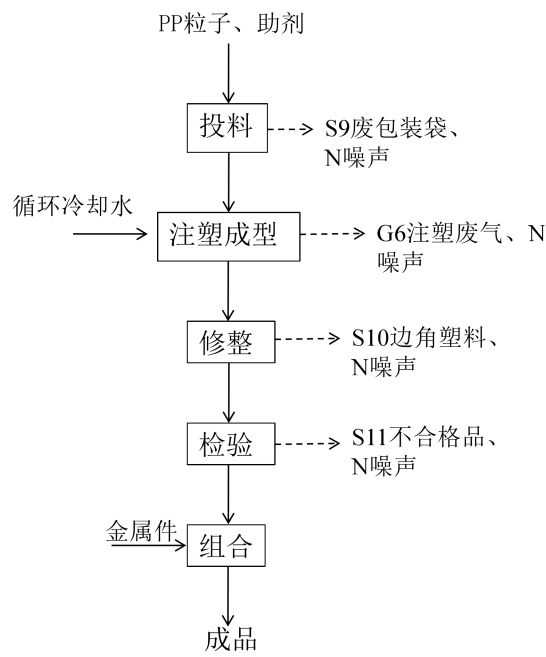 PP粒子、助剂
投料
S9废包装袋、
N噪声
循环冷却水
注塑成型
G6注塑废气、N
噪声
修整
S10边角塑料、
N噪声
检验
S11不合格品、
N噪声
金属件
组合
成品